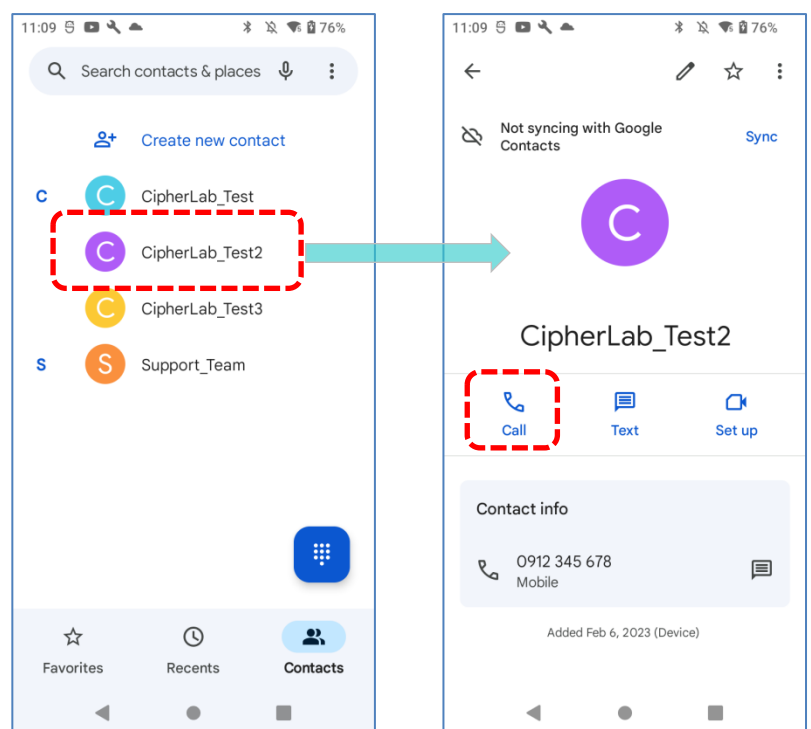 11:09 76%
Search contacts & places
Create new contact
C
C CipherLab_Test
C CipherLab_Test2
C CipherLab_Test3
S
S Support_Team
Favorites Recents Contacts
11:09 76%
Not syncing with Google
Contacts
Sync
C
CipherLab_Test2
Call Text Set up
Contact info
0912 345 678
Mobile
Added Feb 6, 2023 (Device)